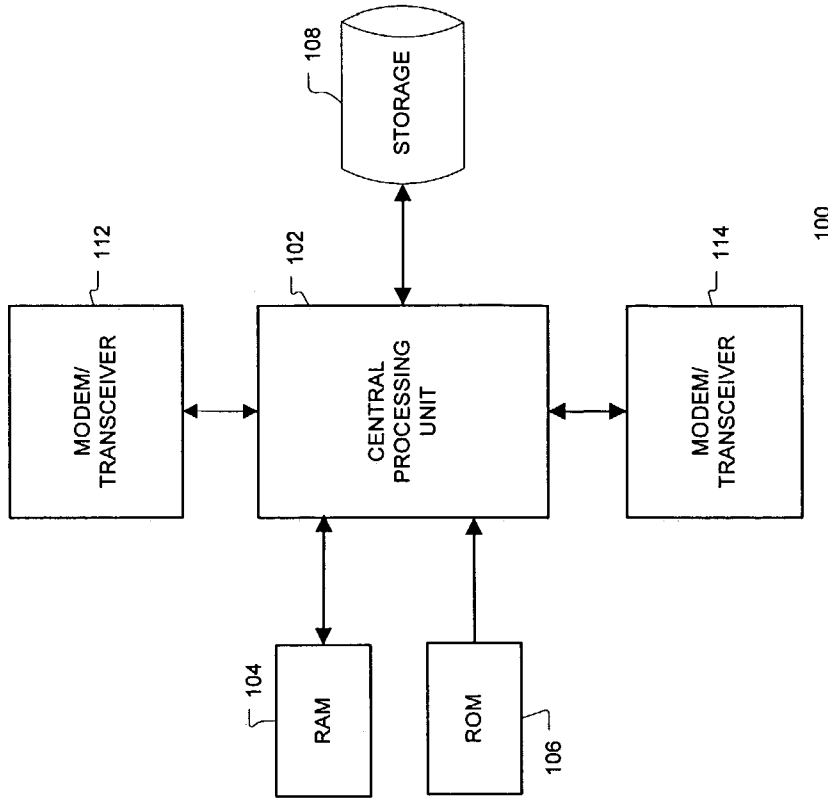 108
STORAGE
112
MODEM/
TRANSCEIVER
102
CENTRAL
PROCESSING
UNIT
114
MODEM/
TRANSCEIVER
104
RAM
ROM
106
100